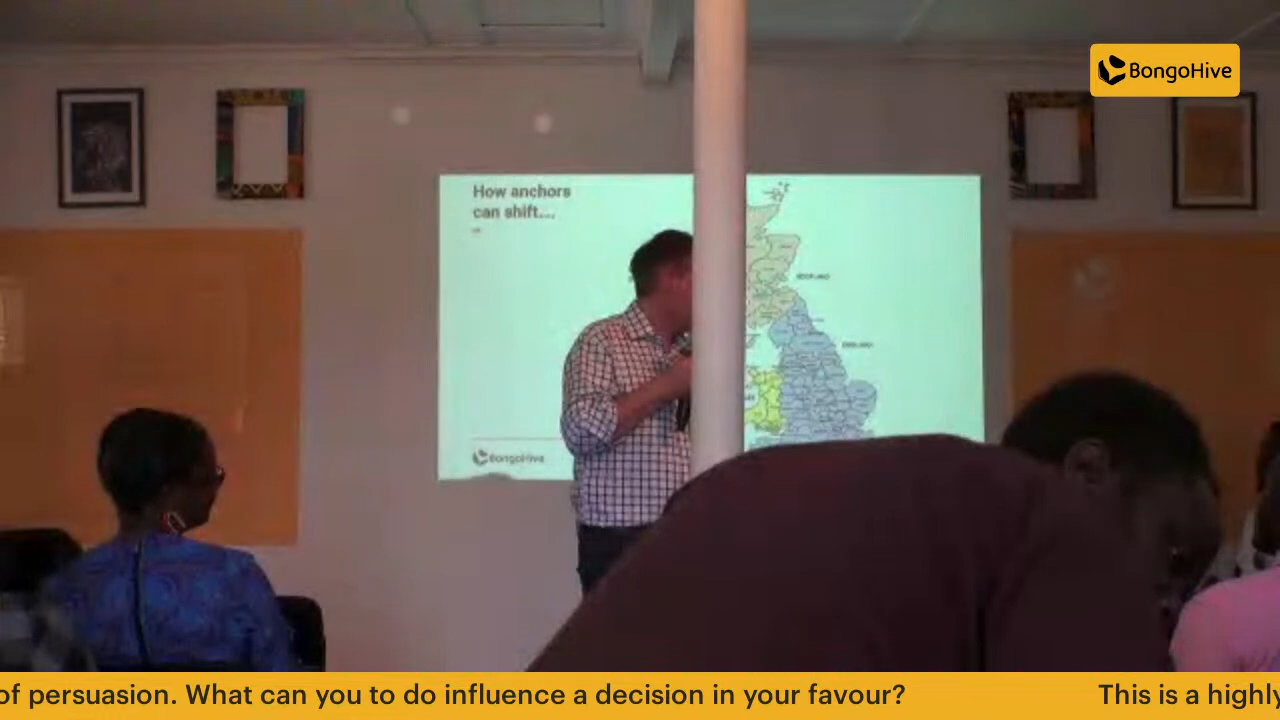 BongoHive
How anchors
can shift...
SCOTLAND
ENGLAND
BongoHive
of persuasion. What can you to do influence a decision in your favour?
This is a highly